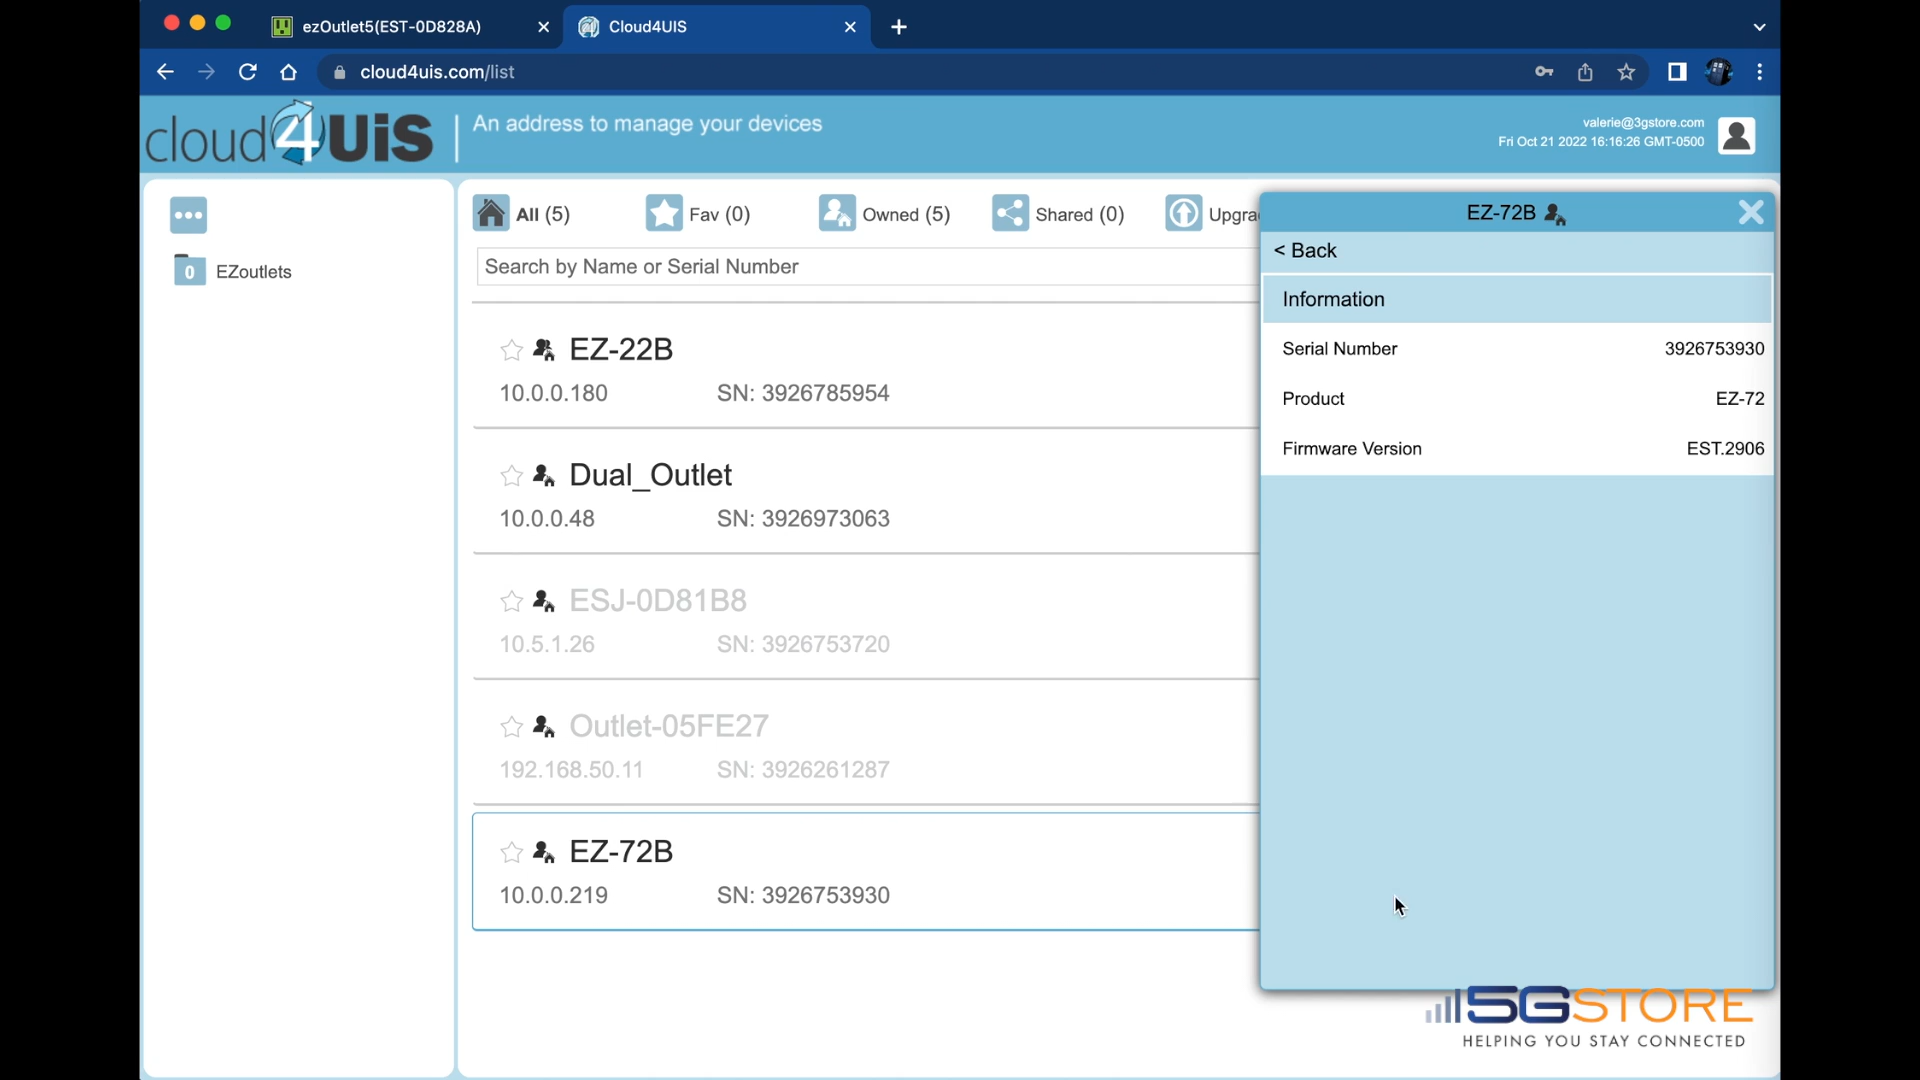 ezOutlet5(EST-0D828A)
Cloud4UIS
cloud4uis.com/list
cloud4UiS
An address to manage your devices
valerie@3gstore.com
Fri Oct 21 2022 16:16:26 GMT-0500
All (5)
Fav (0)
Owned (5)
Shared (0)
0 EZoutlets
Search by Name or Serial Number
EZ-22B
10.0.0.180 SN: 3926785954
Dual_Outlet
10.0.0.48 SN: 3926973063
ESJ-0D81B8
10.5.1.26 SN: 3926753720
Outlet-05FE27
192.168.50.11 SN: 3926261287
EZ-72B
10.0.0.219 SN: 3926753930
EZ-72B
< Back
Information
Serial Number 3926753930
Product EZ-72
Firmware Version EST.2906
5GSTORE
HELPING YOU STAY CONNECTED